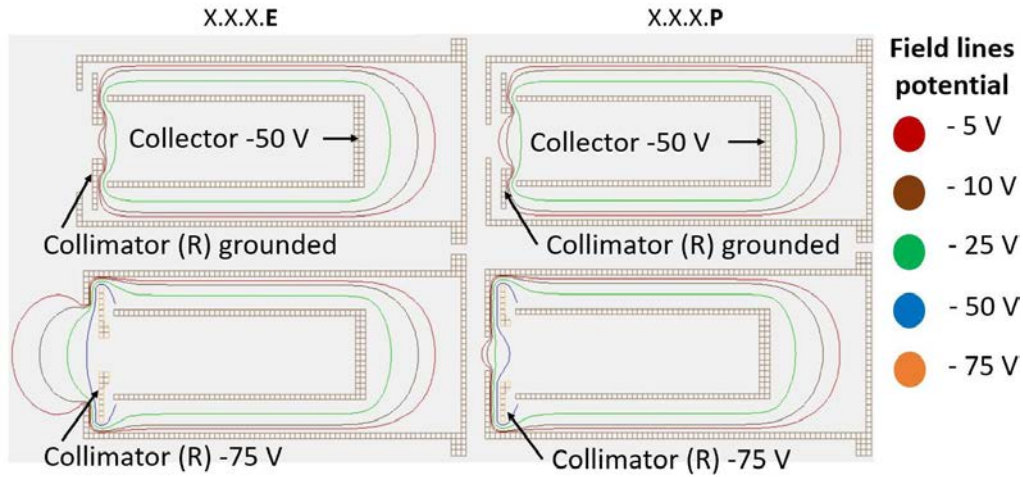 X.X.X.E
X.X.X.P
Field lines
potential
- 5 V
- 10 V
- 25 V
- 50 V
- 75 V
Collector -50 V
Collector -50 V
Collimator (R) grounded
Collimator (R) grounded
Collimator (R) -75 V
Collimator (R) -75 V